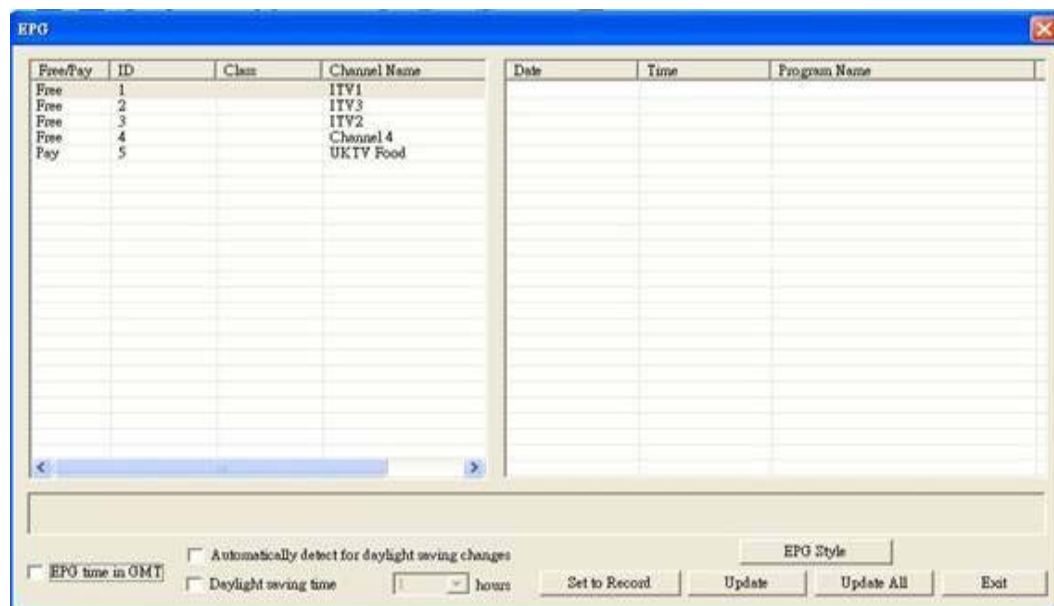 EPG
Free/Pay ID Class Channel Name Date Time Program Name
Free 1 ITV1
Free 2 ITV3
Free 3 ITV2
Free 4 Channel 4
Pay 5 UKTV Food
Automatically detect for daylight saving changes
EPG Style
EPG time in GMT
Daylight saving time 1 hours
Set to Record Update Update All Exit